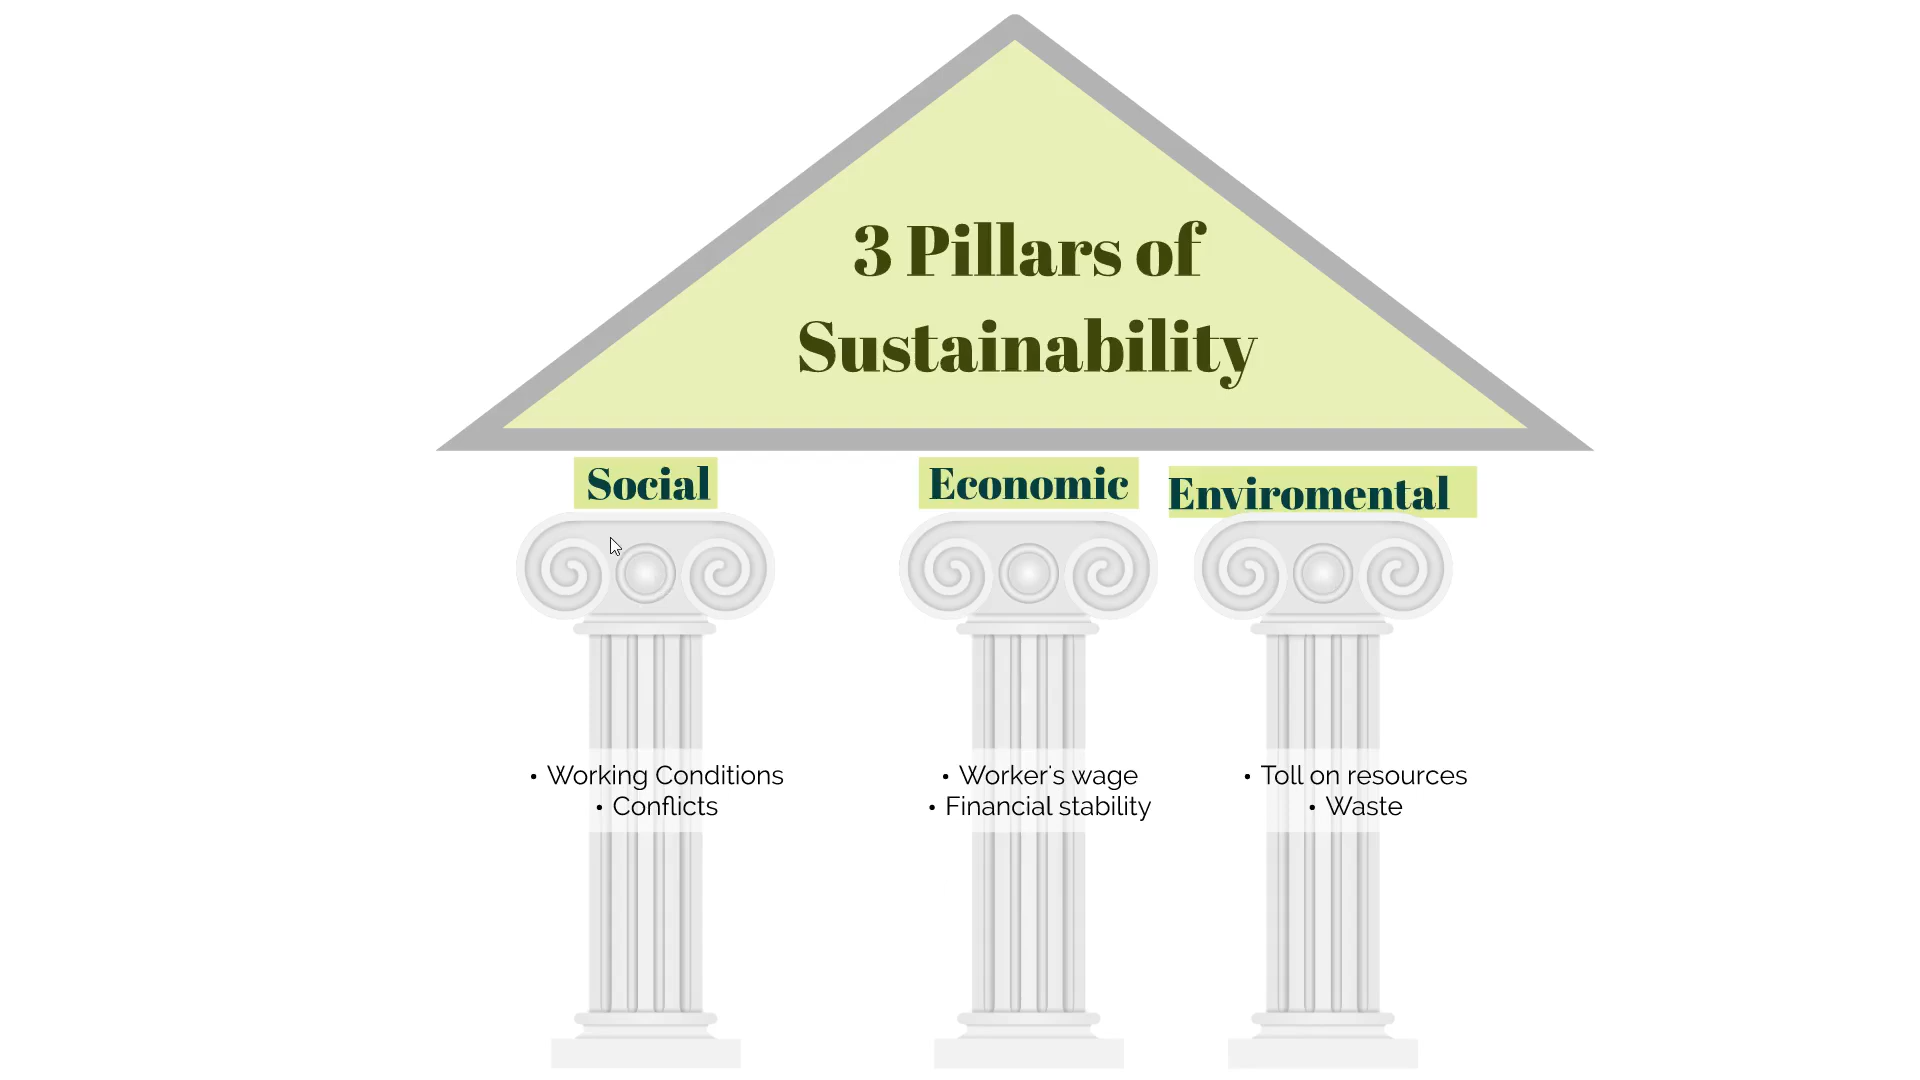 3 Pillars of
Sustainability
Social
Economic
Enviromental
• Working Conditions
• Conflicts
• Worker's wage
• Financial stability
• Toll on resources
• Waste